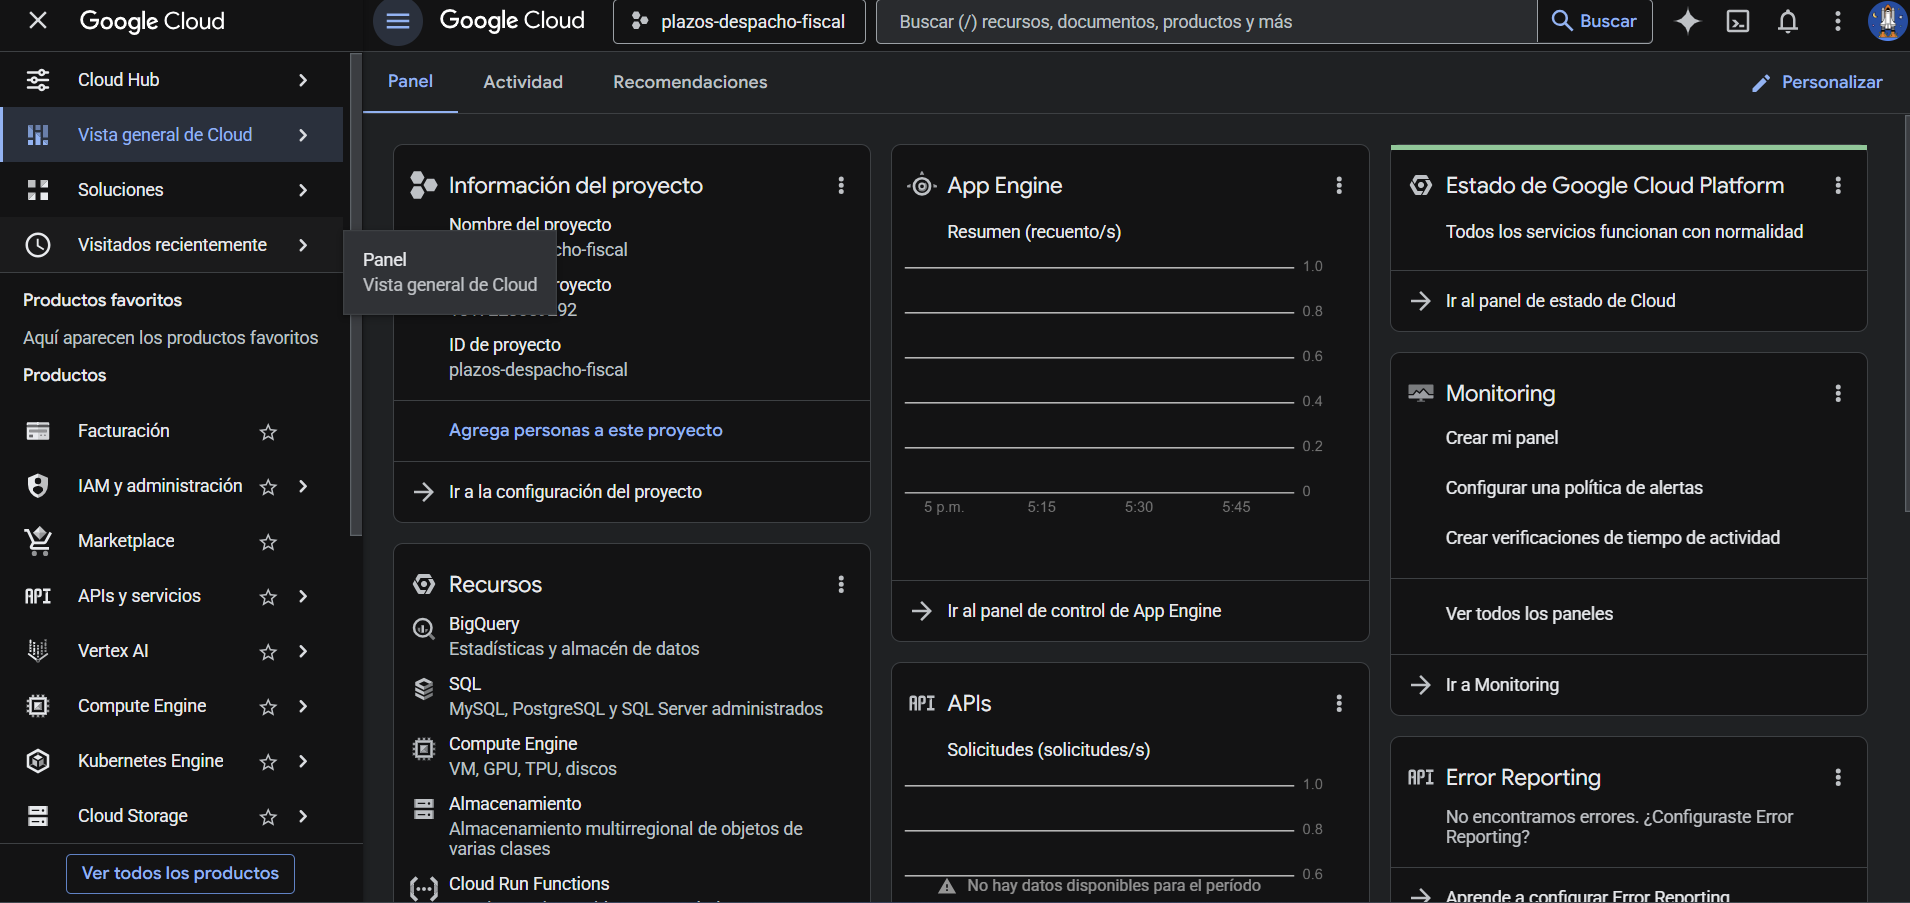 Google Cloud
Cloud Hub
Vista general de Cloud
Soluciones
Visitados recientemente
Productos favoritos
Aquí aparecen los productos favoritos
Productos
Facturación
IAM y administración
Marketplace
API APIs y servicios
Vertex AI
Compute Engine
Kubernetes Engine
Cloud Storage
Ver todos los productos
Google Cloud
plazos-despacho-fiscal
Buscar (/) recursos, documentos, productos y más
Buscar
Panel
Actividad
Recomendaciones
Personalizar
Panel
Vista general de Cloud
Información del proyecto
Nombre del proyecto
cho-fiscal
royecto
92
ID de proyecto
plazos-despacho-fiscal
Agrega personas a este proyecto
Ir a la configuración del proyecto
Recursos
BigQuery
Estadísticas y almacén de datos
SQL
MySQL, PostgreSQL y SQL Server administrados
Compute Engine
VM, GPU, TPU, discos
Almacenamiento
Almacenamiento multirregional de objetos de
varias clases
Cloud Run Functions
App Engine
Resumen (recuento/s)
1.0
0.8
0.6
0.4
0.2
0
5 p.m. 5:15 5:30 5:45
Ir al panel de control de App Engine
API APIs
Solicitudes (solicitudes/s)
1.0
0.8
0.6
No hay datos disponibles para el período
Estado de Google Cloud Platform
Todos los servicios funcionan con normalidad
Ir al panel de estado de Cloud
Monitoring
Crear mi panel
Configurar una política de alertas
Crear verificaciones de tiempo de actividad
Ver todos los paneles
Ir a Monitoring
API Error Reporting
No encontramos errores. ¿Configuraste Error
Reporting?
Aprende a configurar Error Reporting